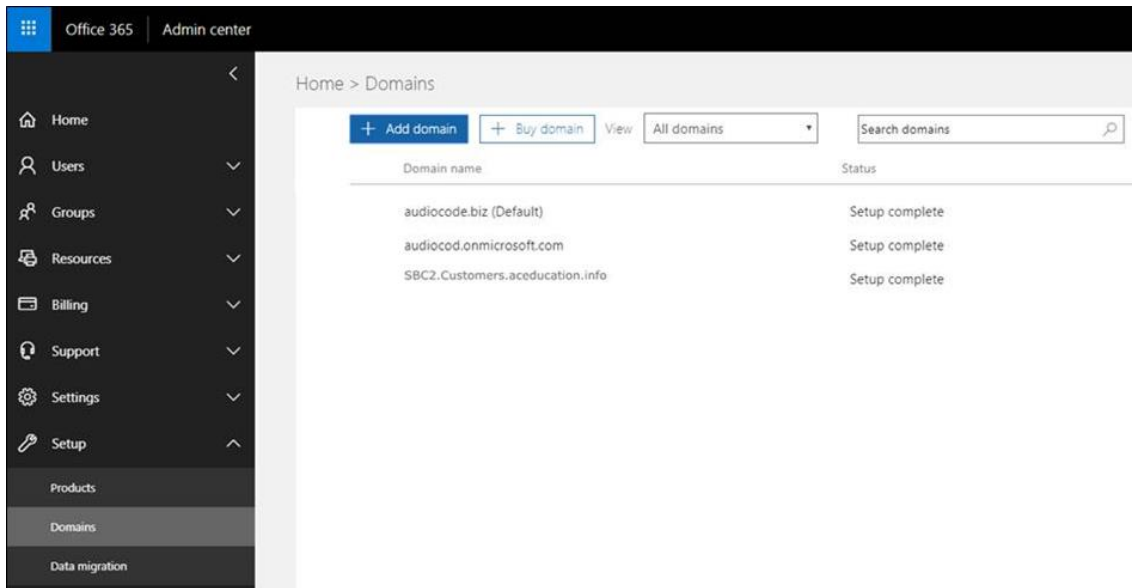 Office 365 Admin center
Home > Domains
Home
Users
Groups
Resources
Billing
Support
Settings
Setup
Products
Domains
Data migration
+ Add domain + Buy domain View All domains Search domains
Domain name Status
audiocode.biz (Default) Setup complete
audiocod.onmicrosoft.com Setup complete
SBC2.Customers.aceducation.info Setup complete